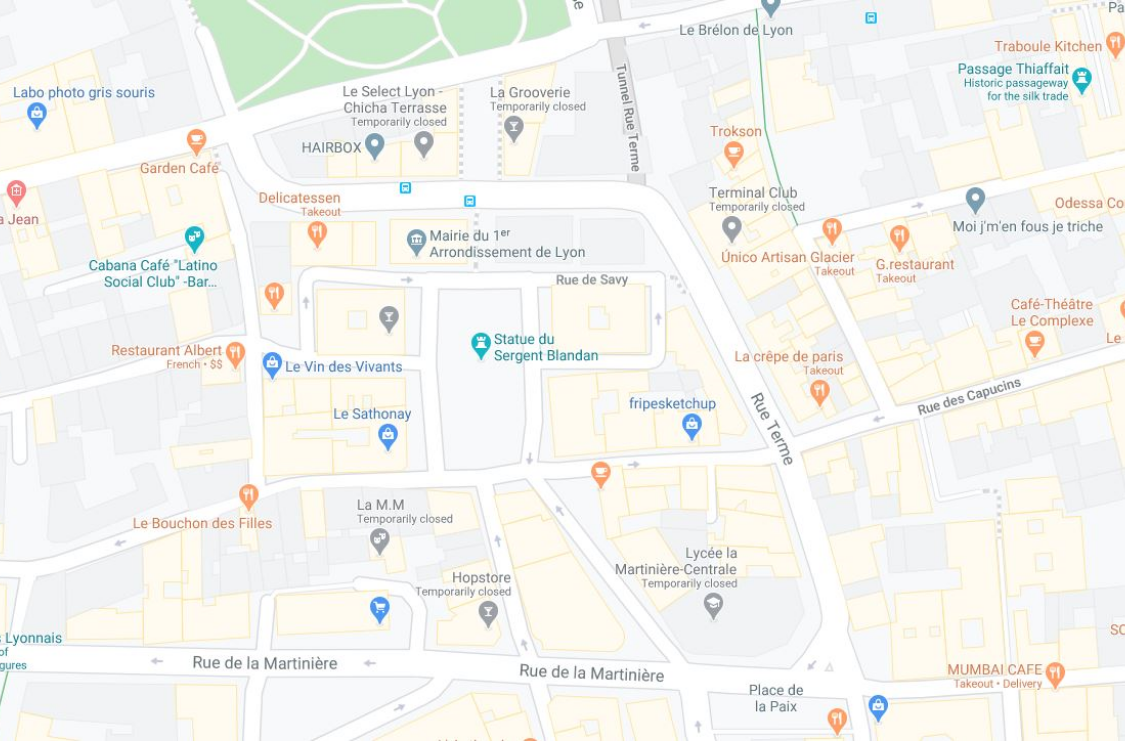 Le Brélon de Lyon
Traboule Kitchen
Passage Thiaffait
Historic passageway
for the silk trade
Labo photo gris souris
Le Select Lyon -
Chicha Terrasse
Temporarily closed
La Grooverie
Temporarily closed
HAIRBOX
Tunnel Rue Terme
Trokson
Garden Café
Jean
Delicatessen
Takeout
Terminal Club
Temporarily closed
Moi j'm'en fous je triche
Odessa Co
Mairie du 1er
Arrondissement de Lyon
Único Artisan Glacier
Takeout
G.restaurant
Takeout
Cabana Café "Latino
Social Club" -Bar...
Rue de Savy
Café-Théâtre
Le Complexe
Le
Statue du
Sergent Blandan
Restaurant Albert
French • $$
Le Vin des Vivants
La crêpe de paris
Takeout
Rue des Capucins
Le Sathonay
fripesketchup
Rue Terme
Le Bouchon des Filles
La M.M
Temporarily closed
Lycée la
Martinière-Centrale
Temporarily closed
Hopstore
Temporarily closed
Lyonnais
of
gures
Rue de la Martinière
Rue de la Martinière
MUMBAI CAFE
Takeout • Delivery
Place de
la Paix